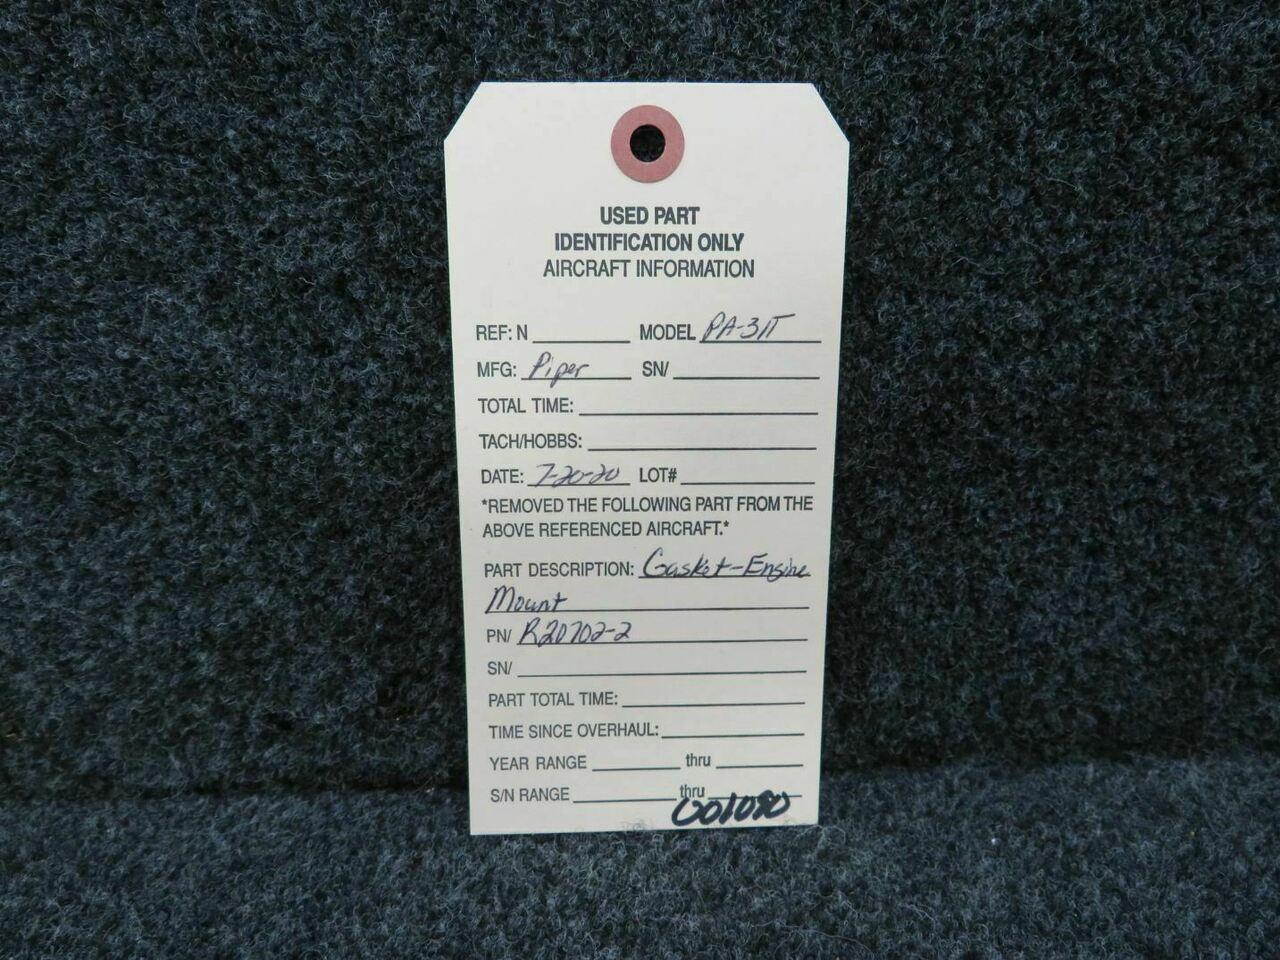 USED PART
IDENTIFICATION ONLY
AIRCRAFT INFORMATION
REF: N MODEL PA-31T
MFG: Piper SN/
TOTAL TIME:
TACH/HOBBS:
DATE: 7-20-20 LOT#
*REMOVED THE FOLLOWING PART FROM THE
ABOVE REFERENCED AIRCRAFT.*
PART DESCRIPTION: Gasket-Engine
Mount
PN/ R20702-2
SN/
PART TOTAL TIME:
TIME SINCE OVERHAUL:
YEAR RANGE thru
S/N RANGE thru